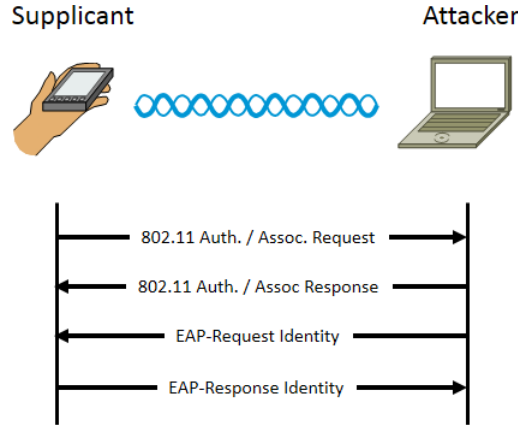 Supplicant
Attacker
802.11 Auth. / Assoc. Request
802.11 Auth. / Assoc Response
EAP-Request Identity
EAP-Response Identity